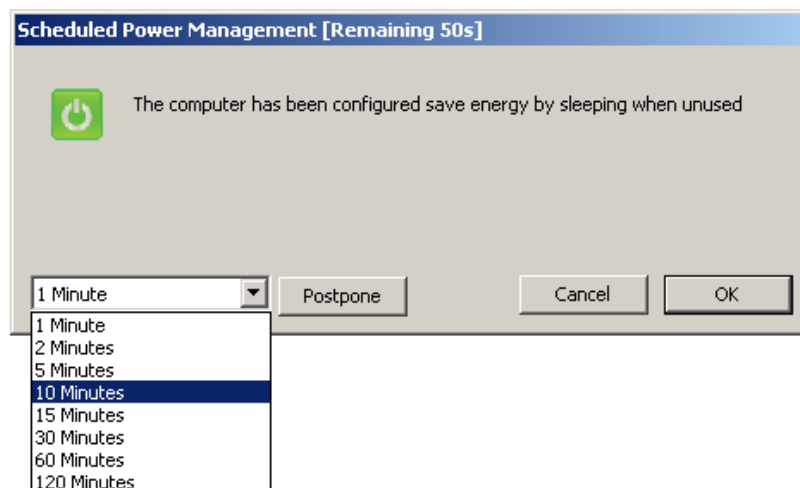 Scheduled Power Management [Remaining 50s]
The computer has been configured save energy by sleeping when unused
1 Minute
Postpone
Cancel
OK
1 Minute
2 Minutes
5 Minutes
10 Minutes
15 Minutes
30 Minutes
60 Minutes
120 Minutes